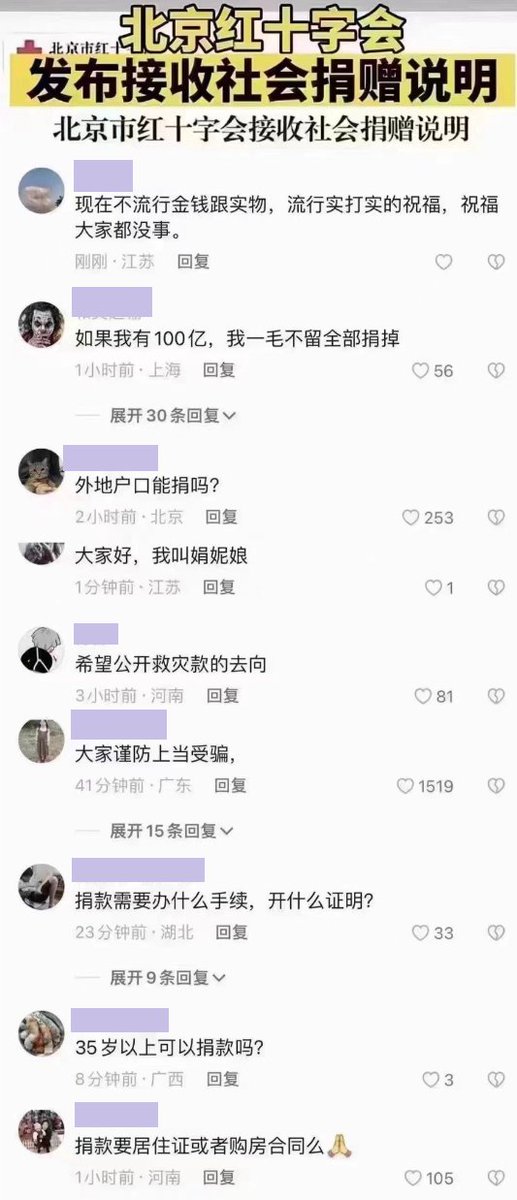 北京市红十
北京红十字会
发布接收社会捐赠说明
北京市红十字会接收社会捐赠说明
现在不流行金钱跟实物，流行实打实的祝福，祝福
大家都没事。
刚刚·江苏 回复
如果我有100亿，我一毛不留全部捐掉
1小时前·上海 回复 56
展开30条回复
外地户口能捐吗?
2小时前·北京 回复 253
大家好，我叫娟妮娘
1分钟前·江苏 回复 1
希望公开救灾款的去向
3小时前·河南 回复 81
大家谨防上当受骗，
41分钟前·广东 回复 1519
展开15条回复
捐款需要办什么手续，开什么证明?
23分钟前·湖北 回复 33
展开9条回复
35岁以上可以捐款吗?
8分钟前·广西 回复 3
捐款要居住证或者购房合同么🙏
1小时前·河南 回复 105